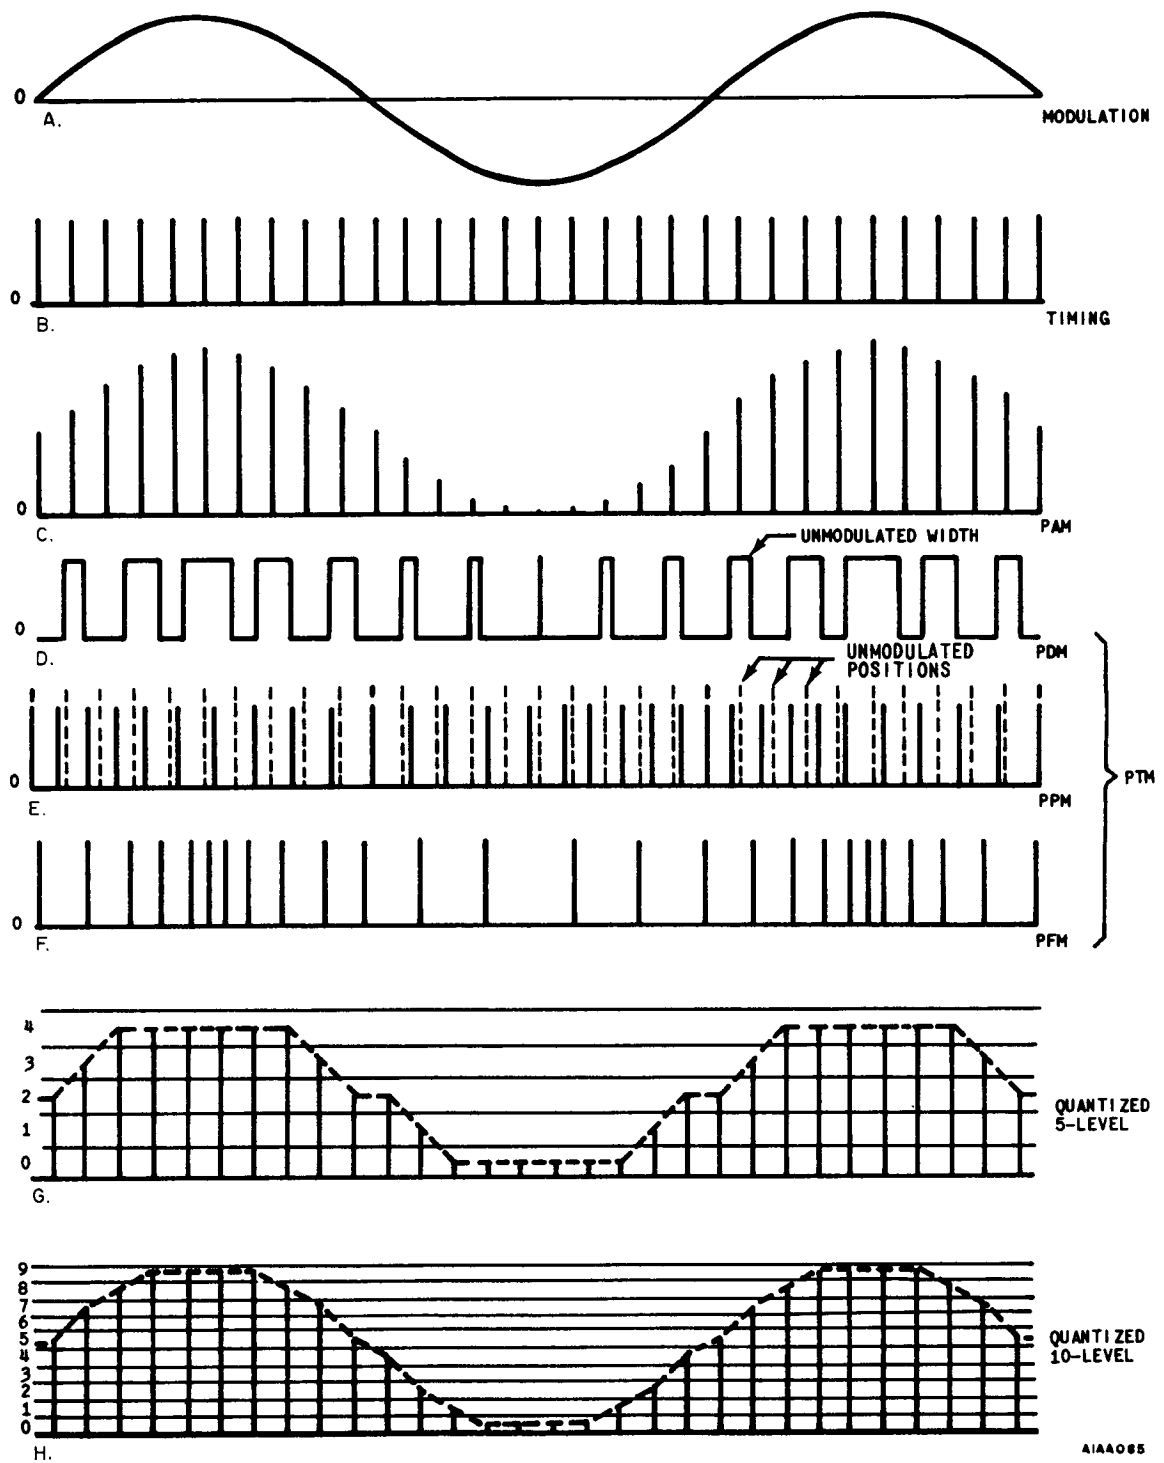 0
A.
MODULATION
0
B.
TIMING
0
C.
PAM
UNMODULATED WIDTH
0
D.
PDM
UNMODULATED
POSITIONS
0
E.
PPM
PTM
0
F.
PFM
4
3
2
1
0
G.
QUANTIZED
5-LEVEL
9
8
7
6
5
4
3
2
1
0
H.
QUANTIZED
10-LEVEL
AIAAO85